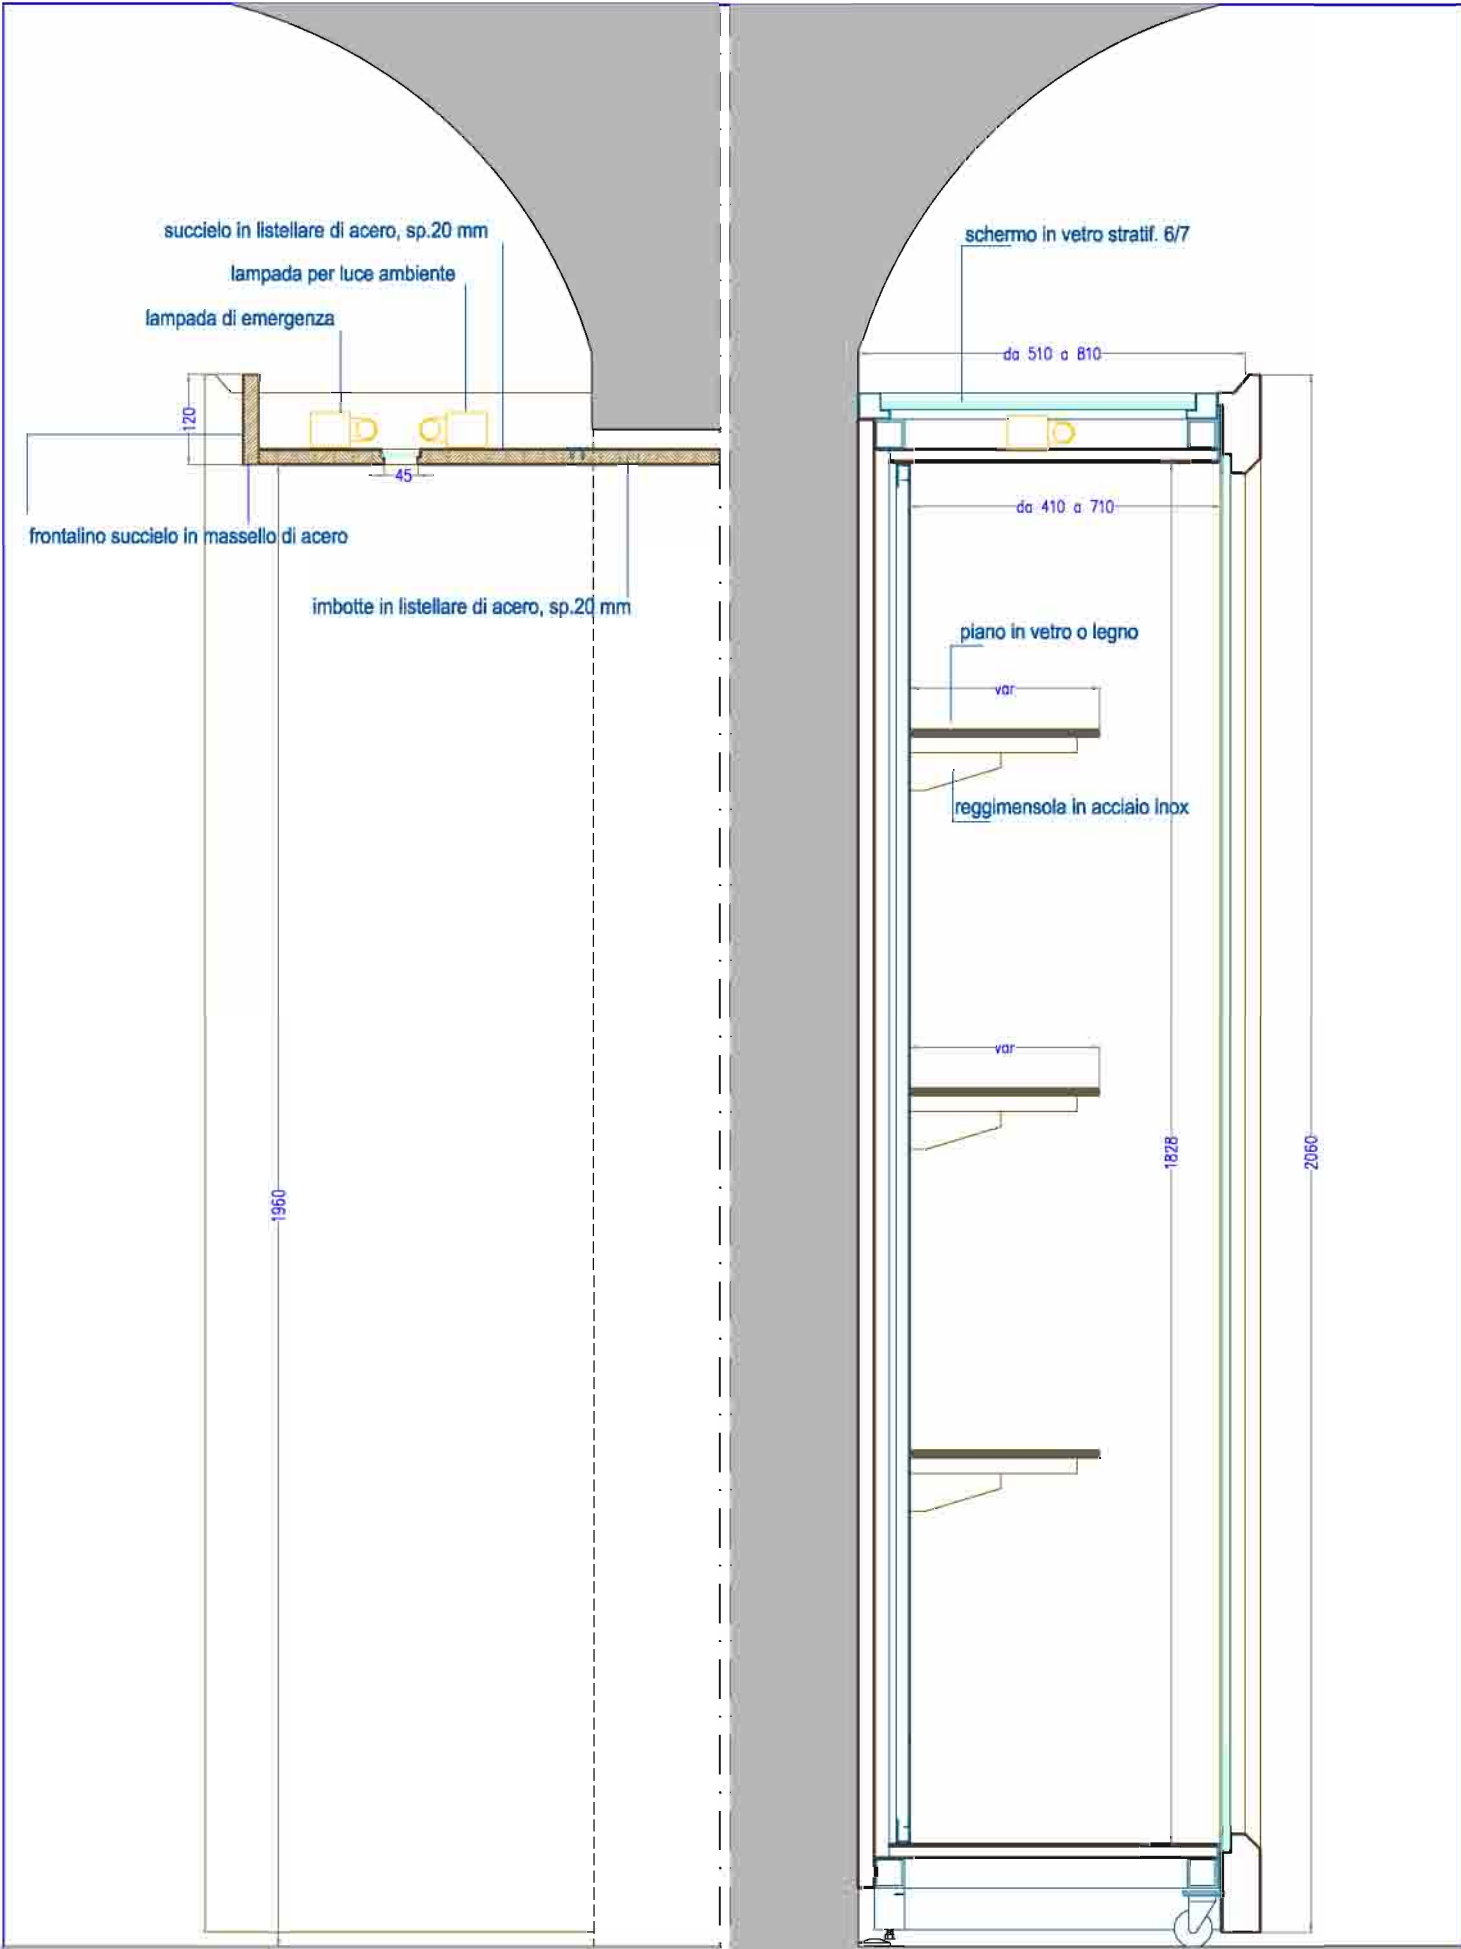 succielo in listellare di acero, sp.20 mm
lampada per luce ambiente
lampada di emergenza
120
45
frontalino succielo in massello di acero
imbotte in listellare di acero, sp.20 mm
1960
schermo in vetro stratif. 6/7
da 510 a 810
da 410 a 710
piano in vetro o legno
var
reggimensola in acciaio inox
var
1828
2060